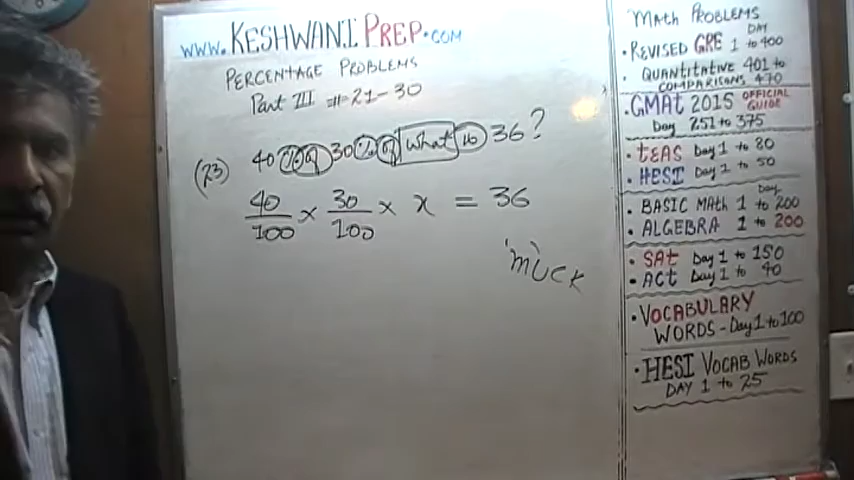 www.KESHWANIPREP.COM
PERCENTAGE PROBLEMS
Part III #21-30
(23) 40 % of 30 % of what is 36?
40/100 × 30/100 × x = 36
'm'UCK
MATH PROBLEMS
• REVISED GRE DAY 1 to 400
• QUANTITATIVE 401 to
COMPARISONS 470
• GMAT 2015 OFFICIAL GUIDE
Day 251 to 375
• TEAS Day 1 to 80
• HESI Day 1 to 50
• BASIC MATH Day 1 to 200
• ALGEBRA 1 to 200
• SAT Day 1 to 150
• ACT Day 1 to 40
• VOCABULARY
WORDS - Day 1 to 100
• HESI VOCAB WORDS
DAY 1 to 25